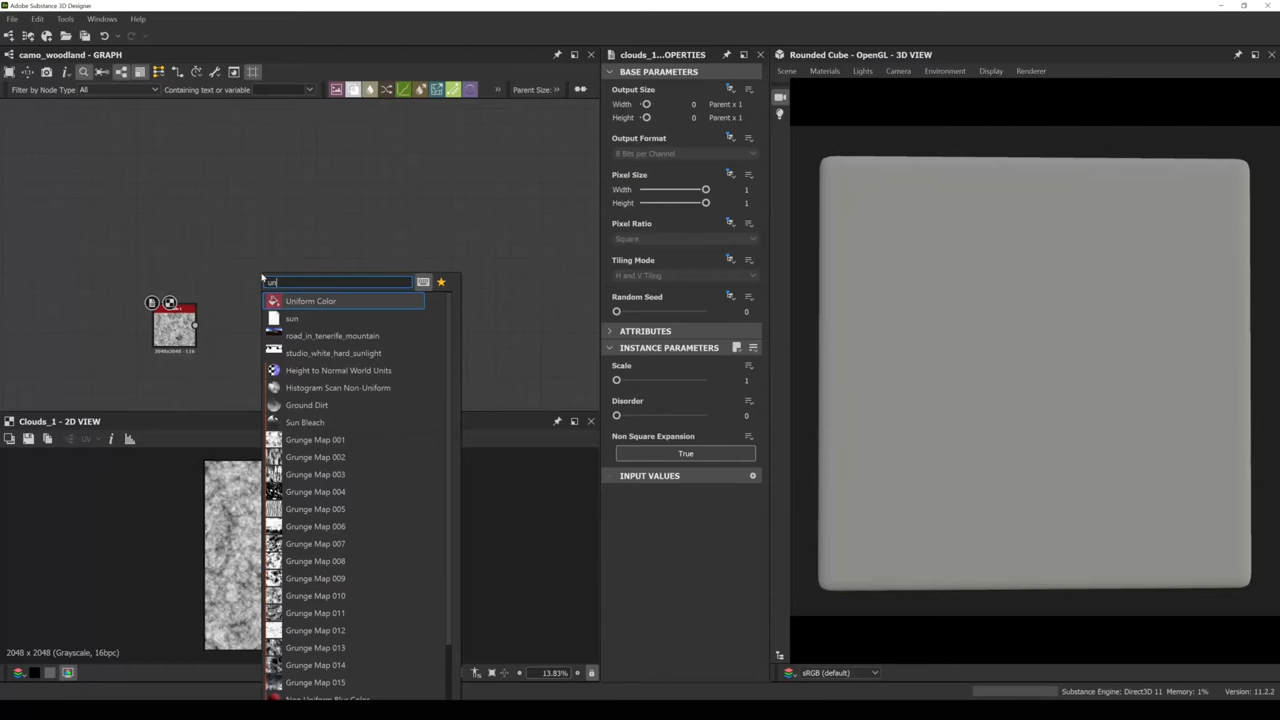 Adobe Substance 3D Designer
File Edit Tools Windows Help
camo_woodland - GRAPH
Filter by Node Type All Containing text or variable Parent Size: »
un
Uniform Color
sun
road_in_tenerife_mountain
studio_white_hard_sunlight
Height to Normal World Units
Histogram Scan Non-Uniform
Ground Dirt
Sun Bleach
Grunge Map 001
Grunge Map 002
Grunge Map 003
Grunge Map 004
Grunge Map 005
Grunge Map 006
Grunge Map 007
Grunge Map 008
Grunge Map 009
Grunge Map 010
Grunge Map 011
Grunge Map 012
Grunge Map 013
Grunge Map 014
Grunge Map 015
Non Uniform Blur Color
2048x2048 - L16
Clouds_1 - 2D VIEW
UV
2048 x 2048 (Grayscale, 16bpc)
13.83%
clouds_1...OPERTIES
BASE PARAMETERS
Output Size
Width 0 Parent x 1
Height 0 Parent x 1
Output Format
8 Bits per Channel
Pixel Size
Width 1
Height 1
Pixel Ratio
Square
Tiling Mode
H and V Tiling
Random Seed
0
ATTRIBUTES
INSTANCE PARAMETERS
Scale
1
Disorder
0
Non Square Expansion
True
INPUT VALUES
Rounded Cube - OpenGL - 3D VIEW
Scene Materials Lights Camera Environment Display Renderer
sRGB (default)
Substance Engine: Direct3D 11 Memory: 1% Version: 11.2.2